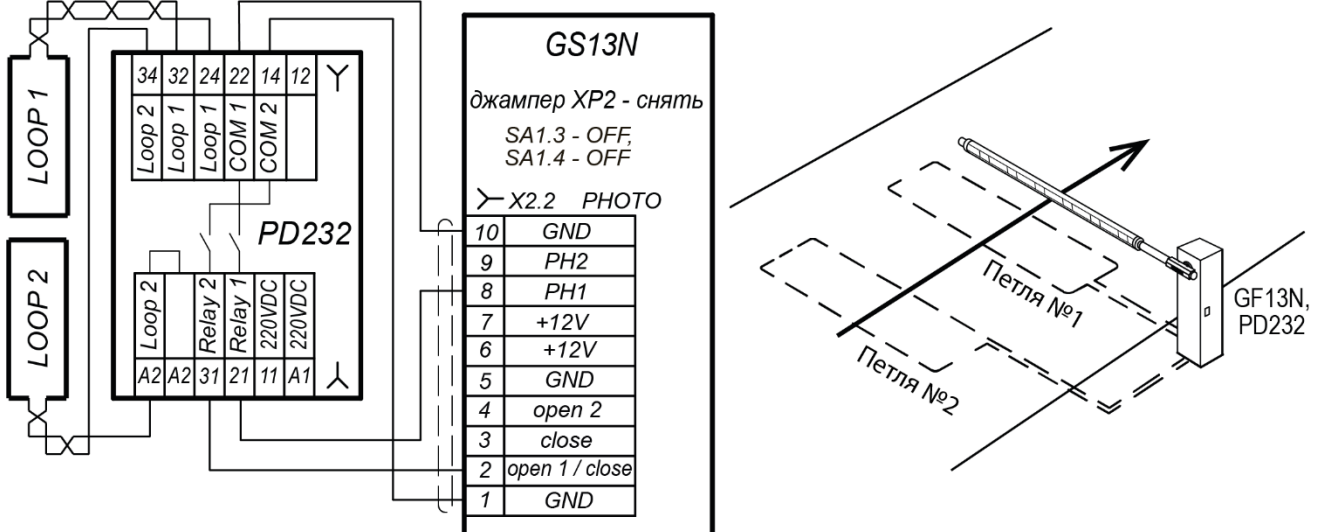 LOOP 1
LOOP 2
34 32 24 22 14 12
Loop 2
Loop 1
Loop 1
COM 1
COM 2
PD232
Loop 2
Relay 2
Relay 1
220VDC
220VDC
A2 A2 31 21 11 A1
GS13N
джампер XP2 - снять
SA1.3 - OFF,
SA1.4 - OFF
X2.2 PHOTO
10 GND
9 PH2
8 PH1
7 +12V
6 +12V
5 GND
4 open 2
3 close
2 open 1 / close
1 GND
Петля №1
Петля №2
GF13N,
PD232